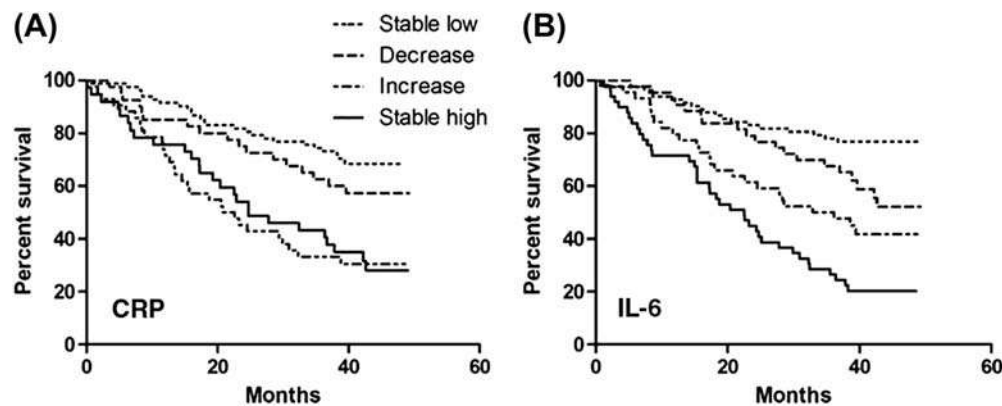 (A)
Stable low
Decrease
Increase
Stable high
Percent survival
100
80
60
40
20
0
CRP
0 20 40 60
Months
(B)
Percent survival
100
80
60
40
20
0
IL-6
0 20 40 60
Months